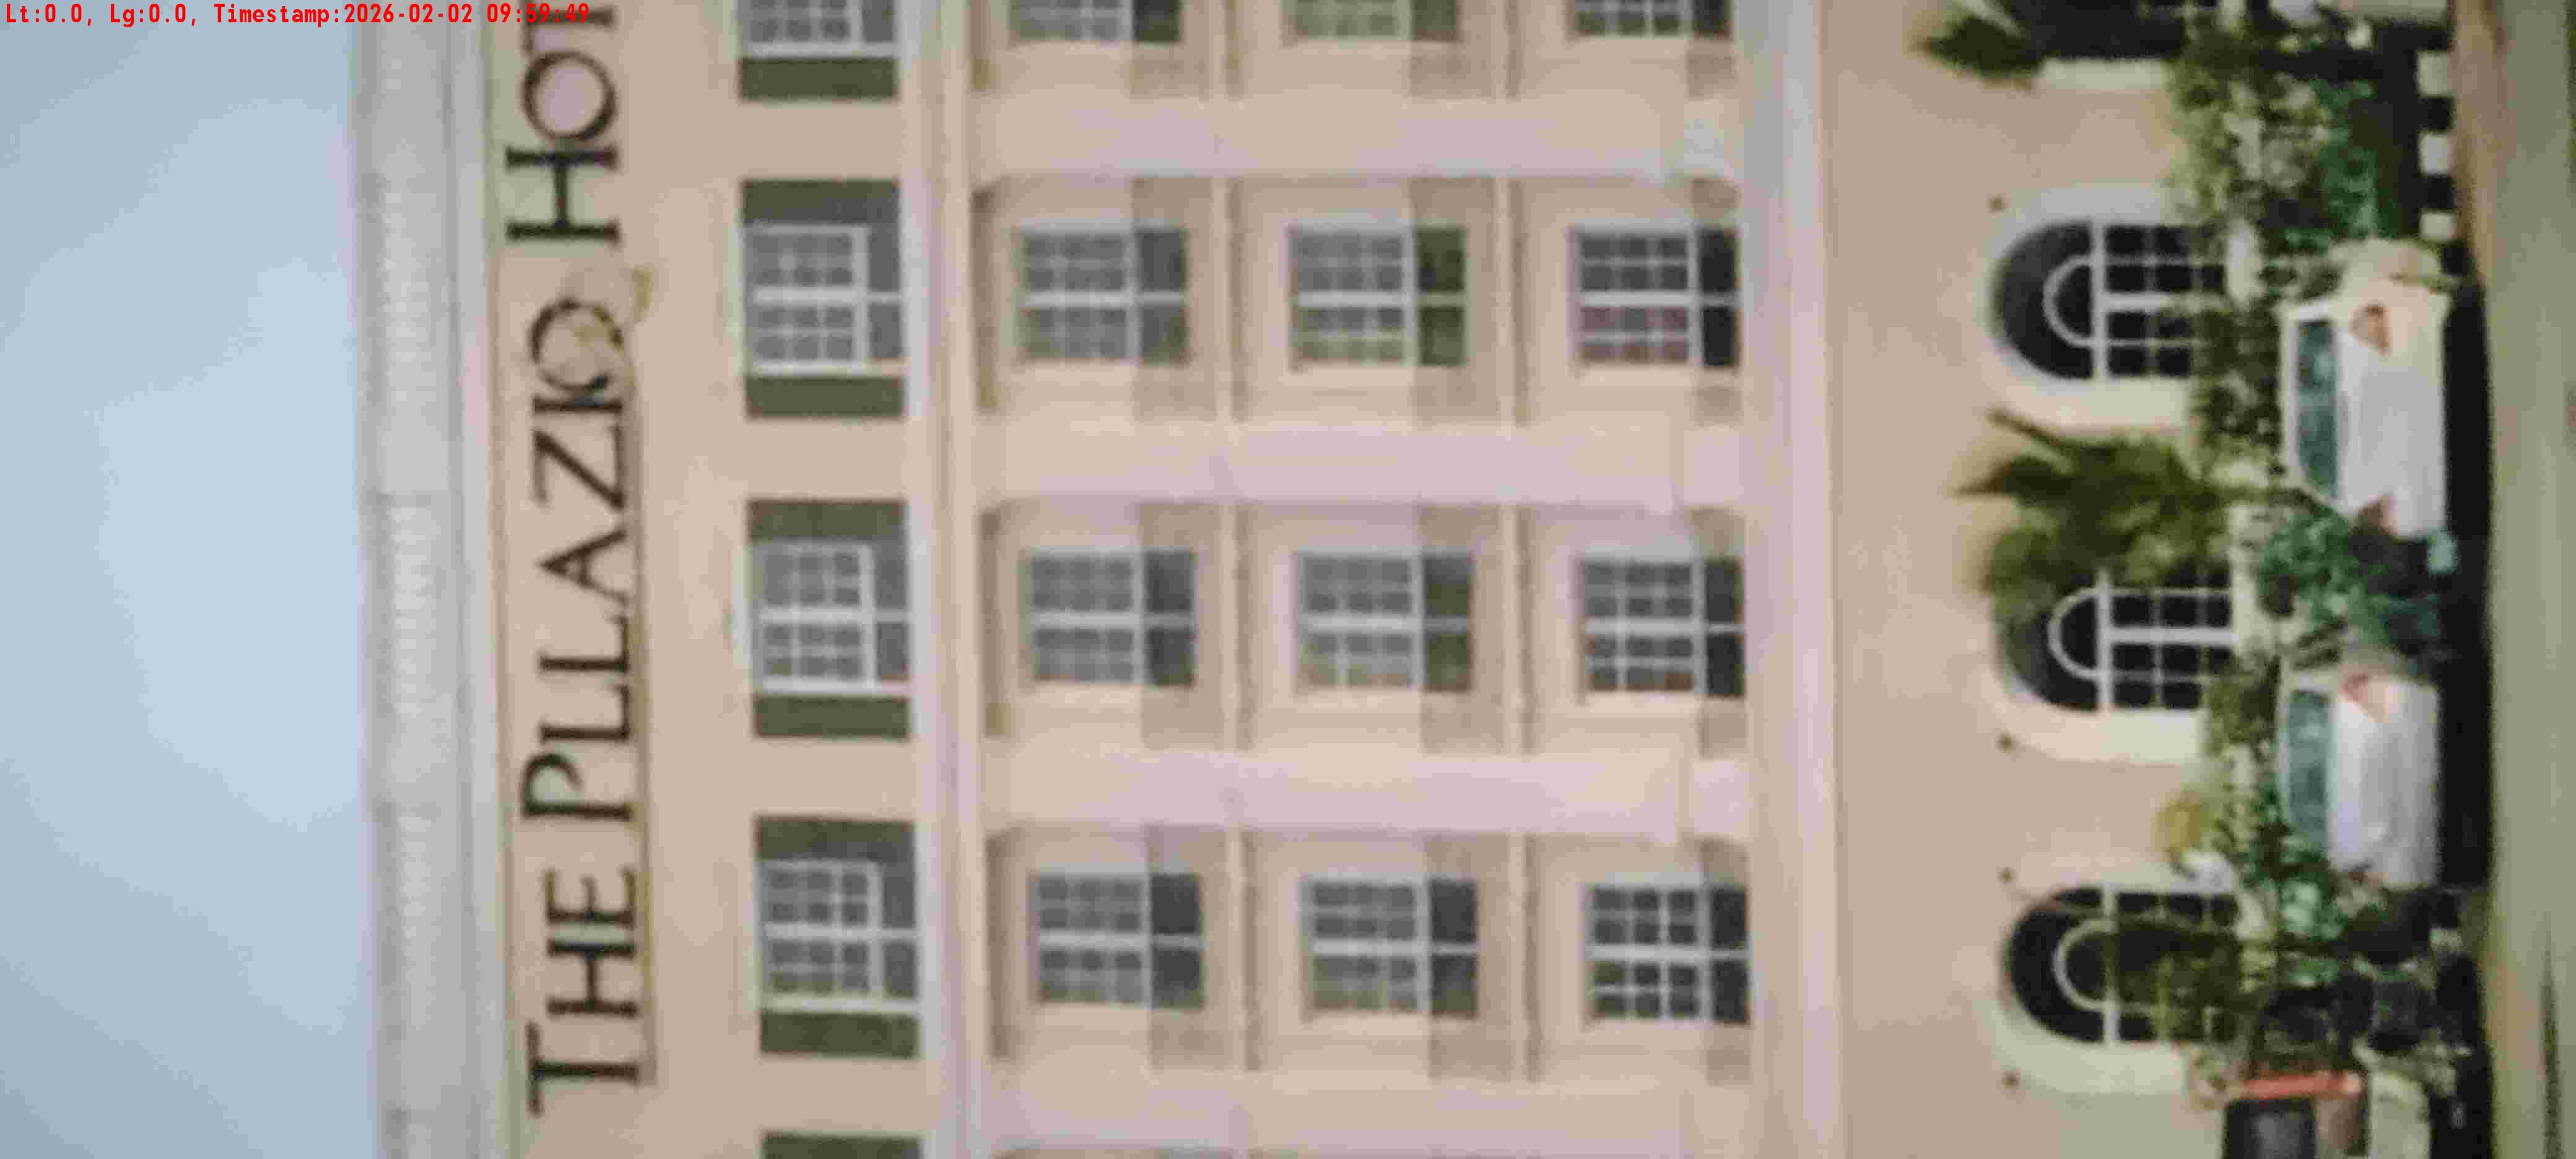 Lt:0.0, Lg:0.0, Timestamp:2026-02-02 09:59:49
THE PLLAZIO HOT